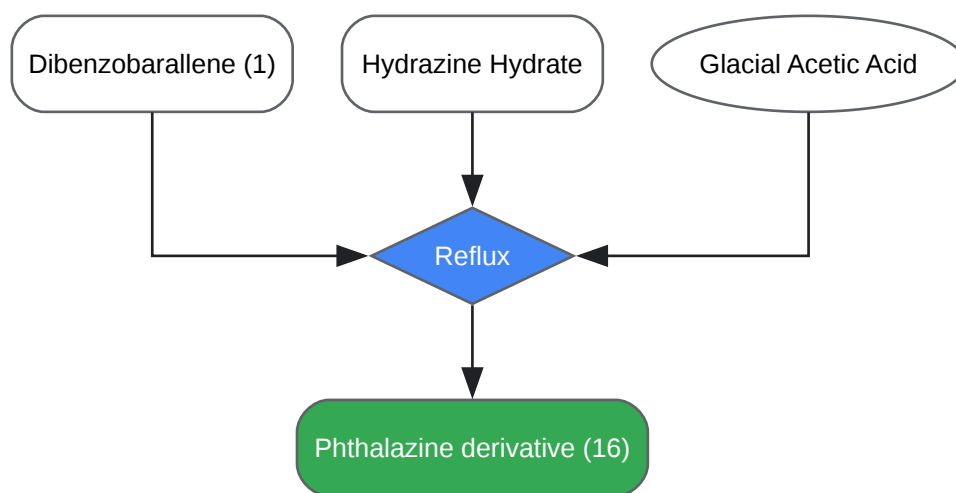 Dibenzobarallene (1)
Hydrazine Hydrate
Glacial Acetic Acid
Reflux
Phthalazine derivative (16)